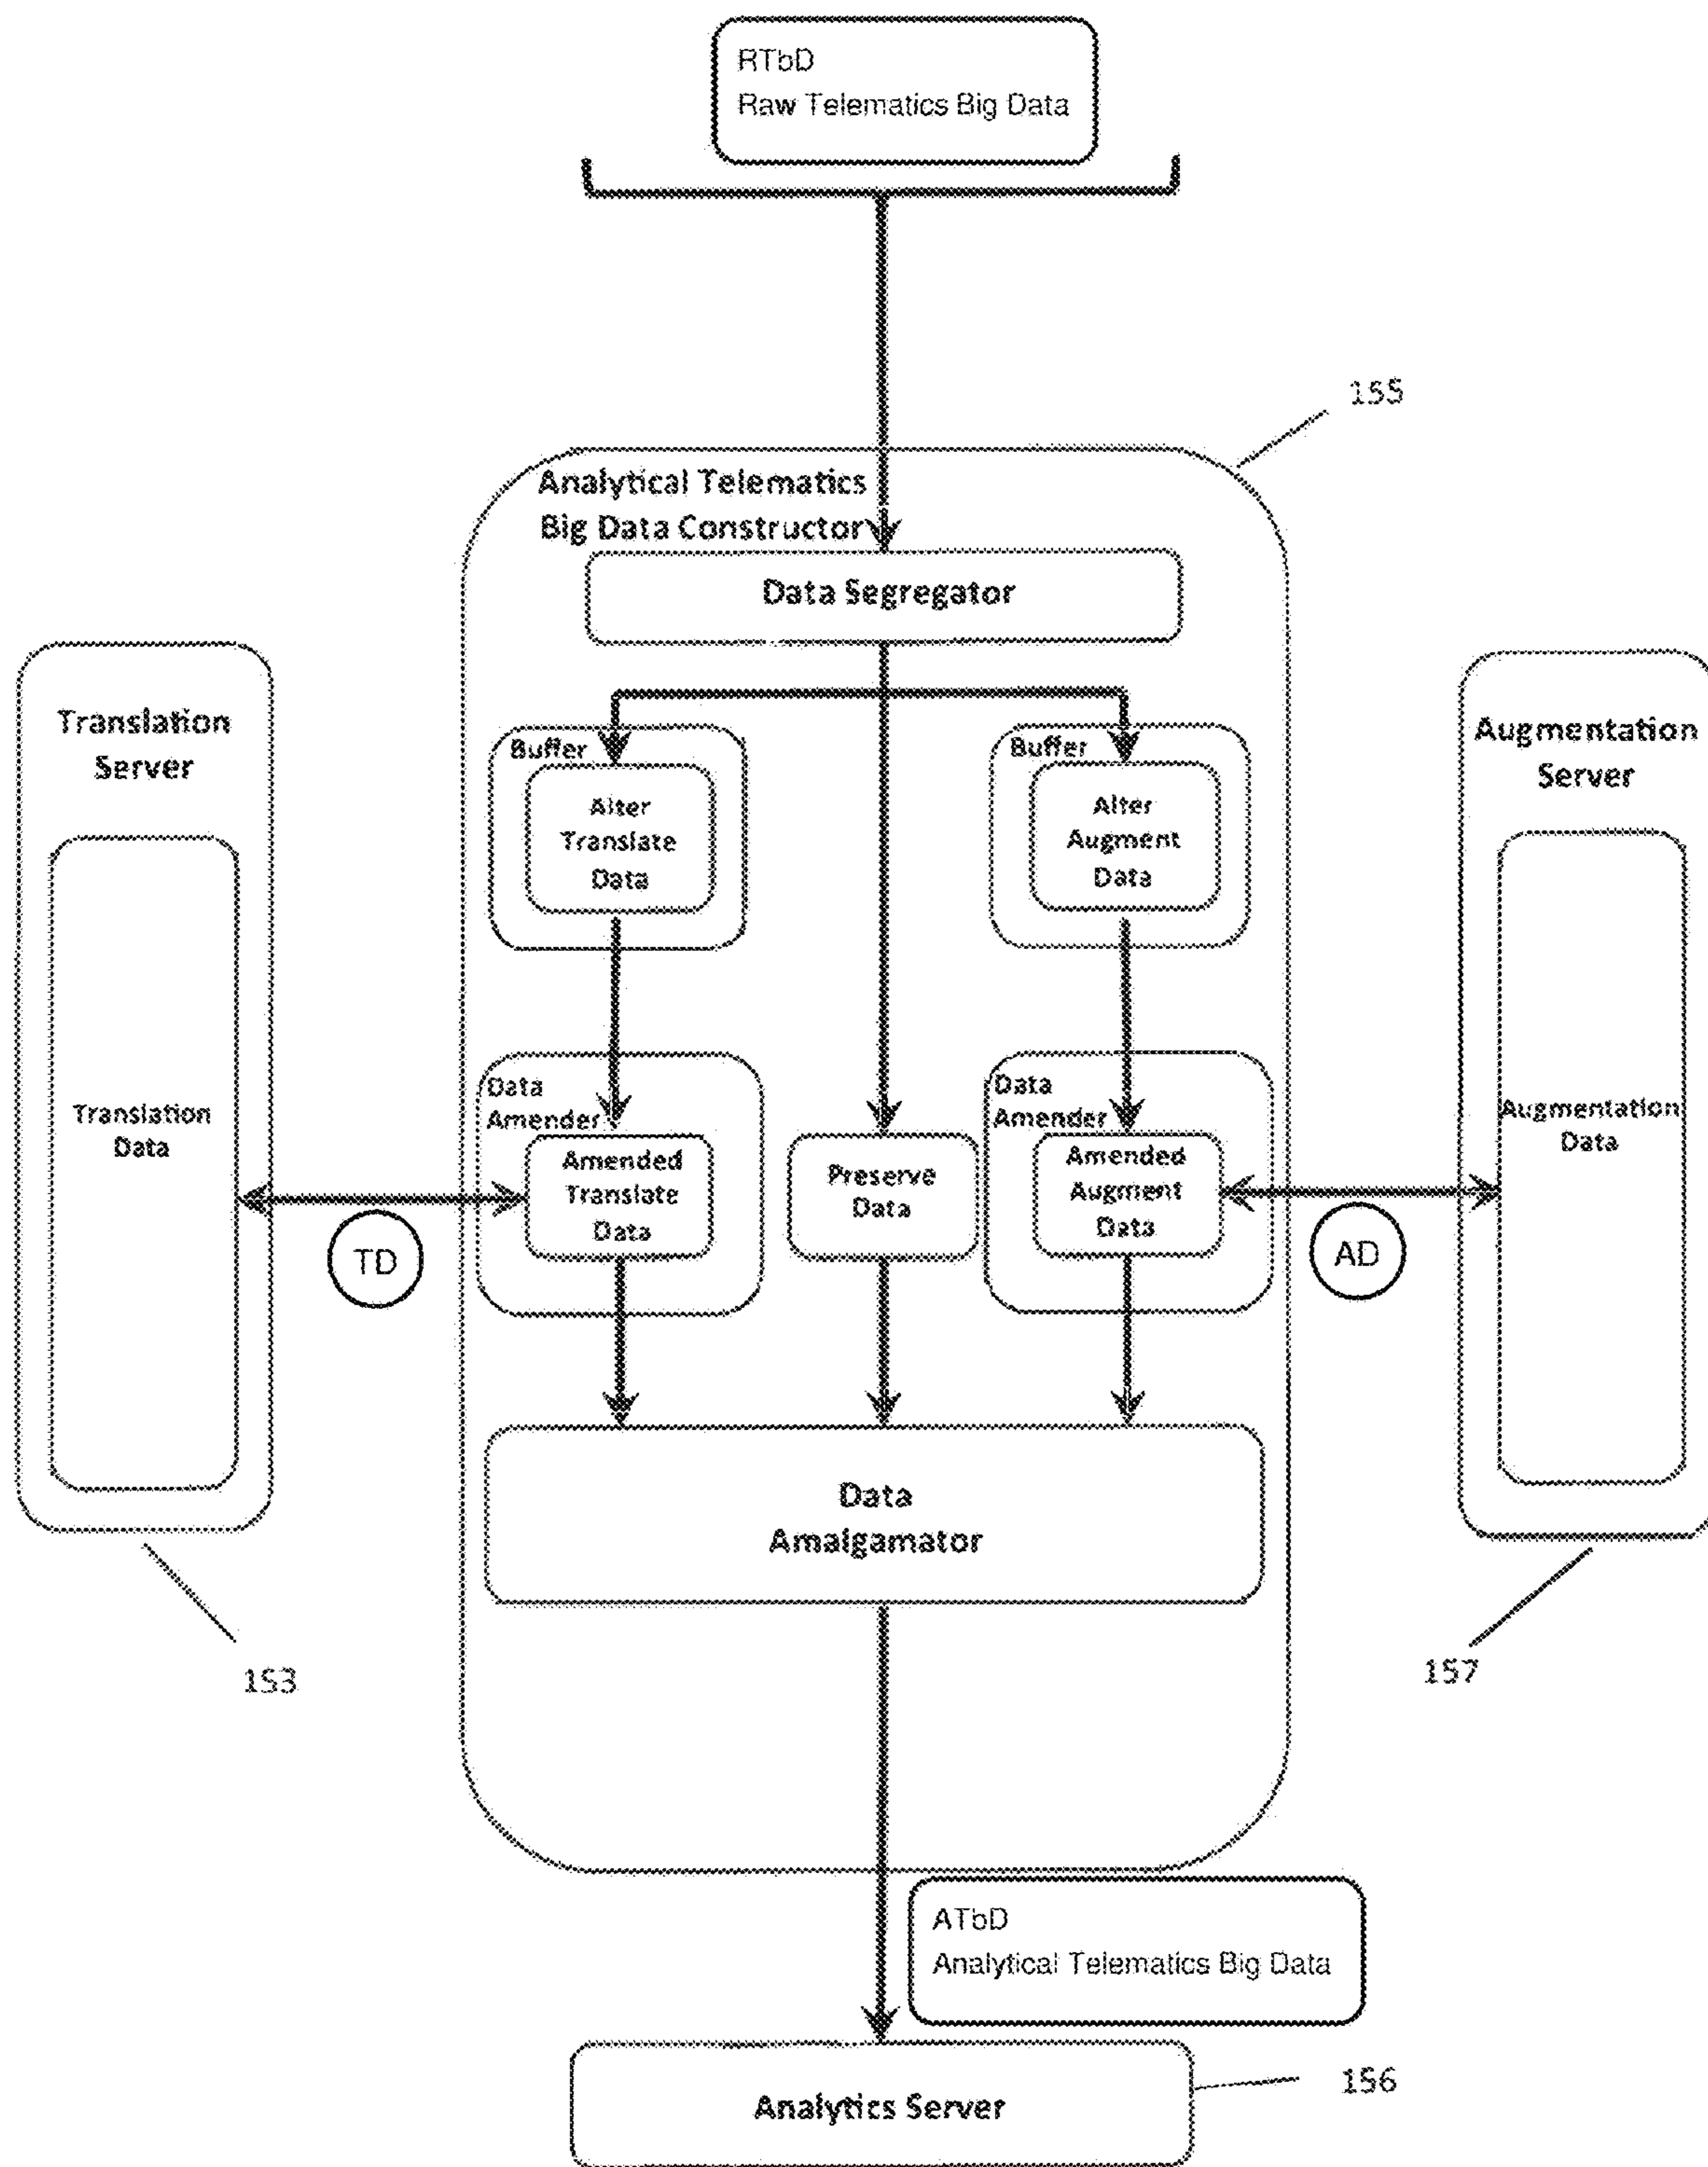 RTbD
Raw Telematics Big Data
155
Analytical Telematics
Big Data Constructor
Data Segregator
Translation
Server
Translation
Data
Buffer
Alter
Translate
Data
Buffer
Alter
Augment
Data
Augmentation
Server
Augmentation
Data
Data
Amender
Amended
Translate
Data
Preserve
Data
Data
Amender
Amended
Augment
Data
TD
AD
Data
Amalgamator
153
157
ATbD
Analytical Telematics Big Data
156
Analytics Server